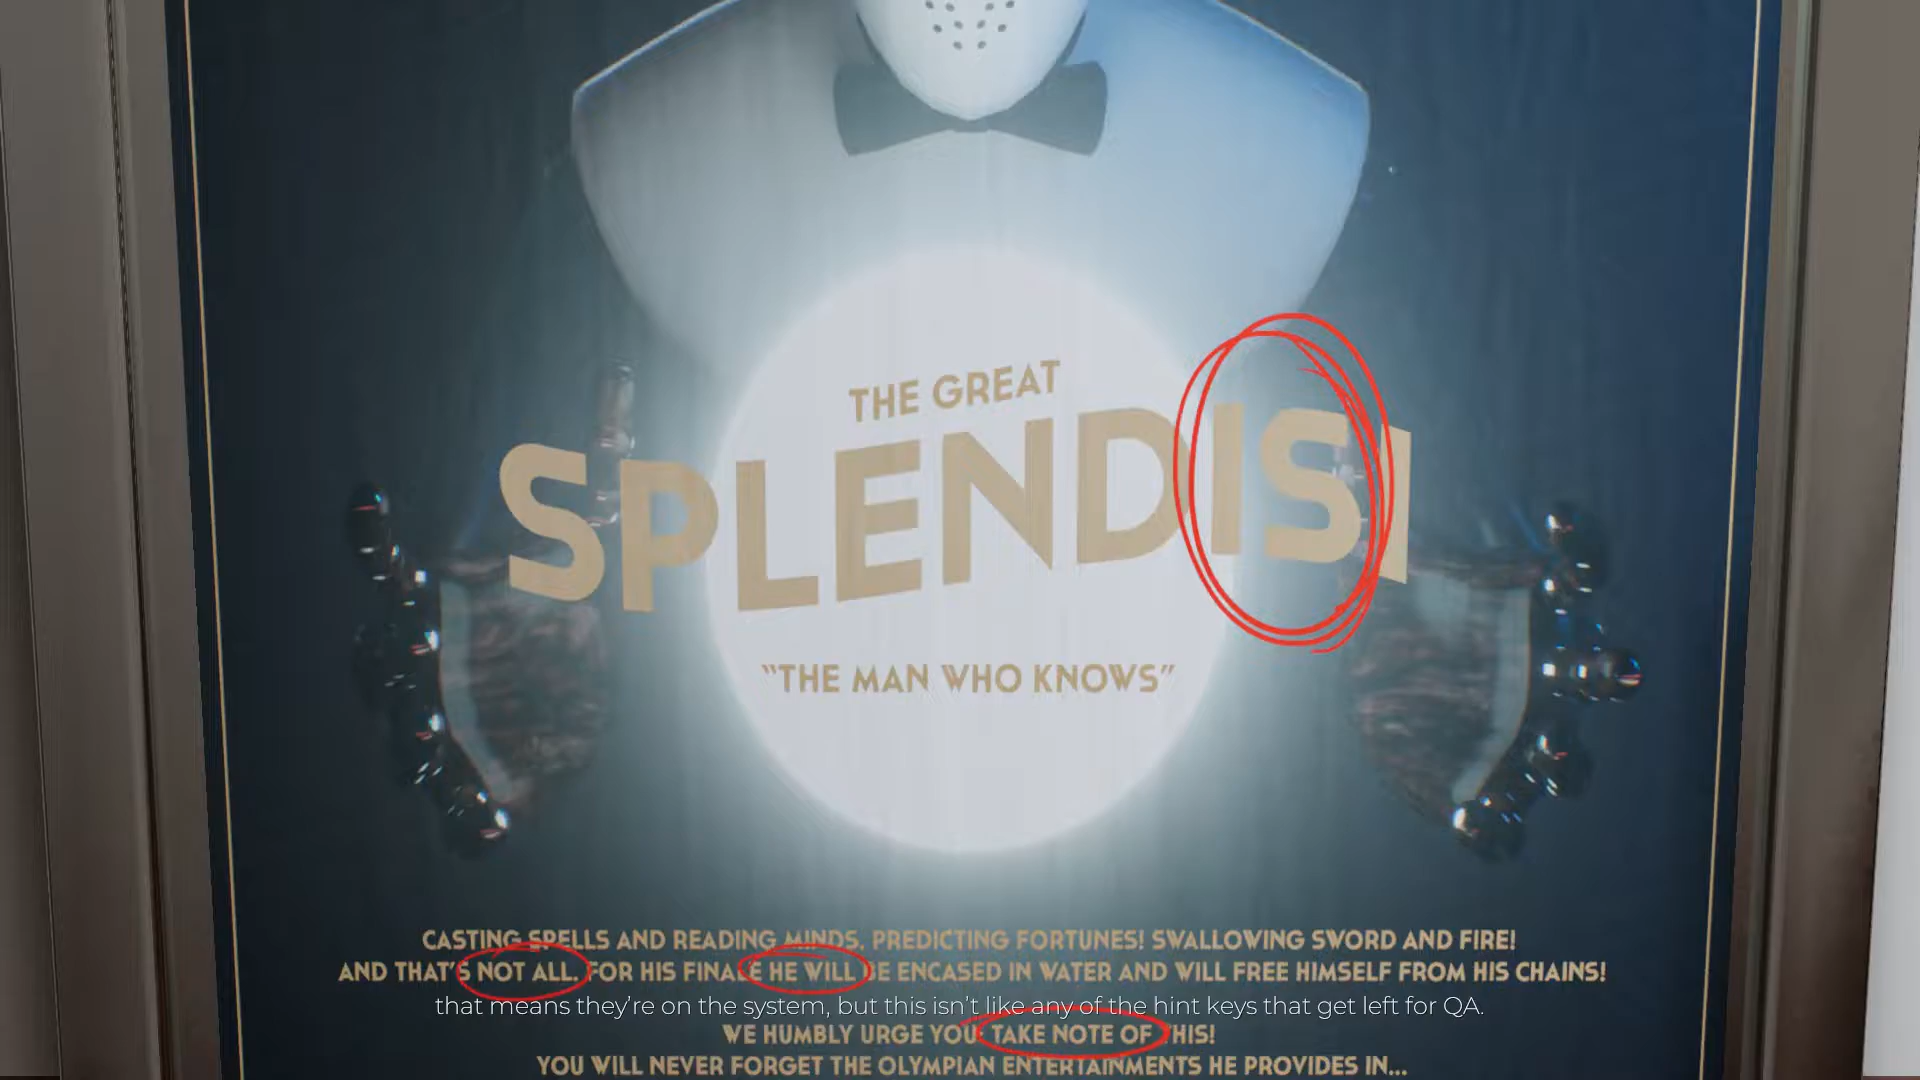 THE GREAT
SPLENDISI
"THE MAN WHO KNOWS"
CASTING SPELLS AND READING MINDS, PREDICTING FORTUNES! SWALLOWING SWORD AND FIRE!
AND THAT'S NOT ALL. FOR HIS FINALE HE WILL BE ENCASED IN WATER AND WILL FREE HIMSELF FROM HIS CHAINS!
that means they're on the system, but this isn't like any of the hint keys that get left for QA.
WE HUMBLY URGE YOU TAKE NOTE OF THIS!
YOU WILL NEVER FORGET THE OLYMPIAN ENTERTAINMENTS HE PROVIDES IN...